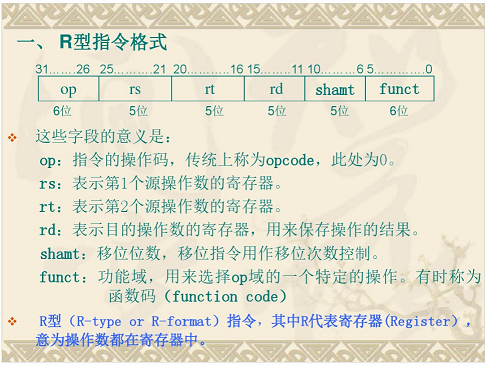 一、 R型指令格式
31.......26 25............21 20............16 15.........11 10.........6 5..............0
op rs rt rd shamt funct
6位 5位 5位 5位 5位 6位
这些字段的意义是：
op：指令的操作码，传统上称为opcode，此处为0。
rs：表示第1个源操作数的寄存器。
rt：表示第2个源操作数的寄存器。
rd：表示目的操作数的寄存器，用来保存操作的结果。
shamt：移位位数，移位指令用作移位次数控制。
funct：功能域，用来选择op域的一个特定的操作。有时称为
函数码（function code）
R型（R-type or R-format）指令，其中R代表寄存器(Register)，
意为操作数都在寄存器中。